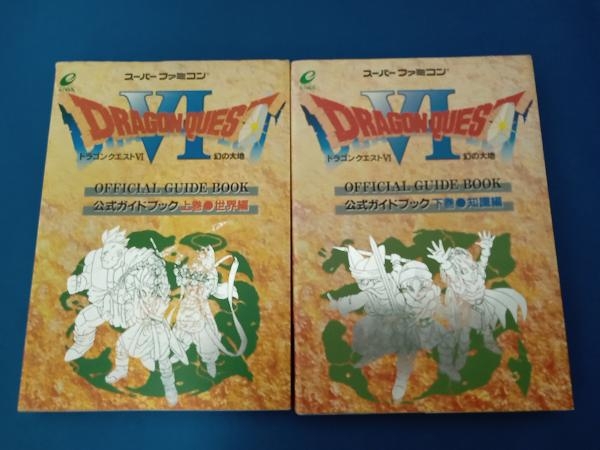 スーパーファミコン
DRAGON QUEST
VI
ドラゴンクエストVI 幻の大地
OFFICIAL GUIDE BOOK
公式ガイドブック 上巻●世界編
スーパーファミコン
DRAGON QUEST
VI
ドラゴンクエストVI 幻の大地
OFFICIAL GUIDE BOOK
公式ガイドブック 下巻●知識編